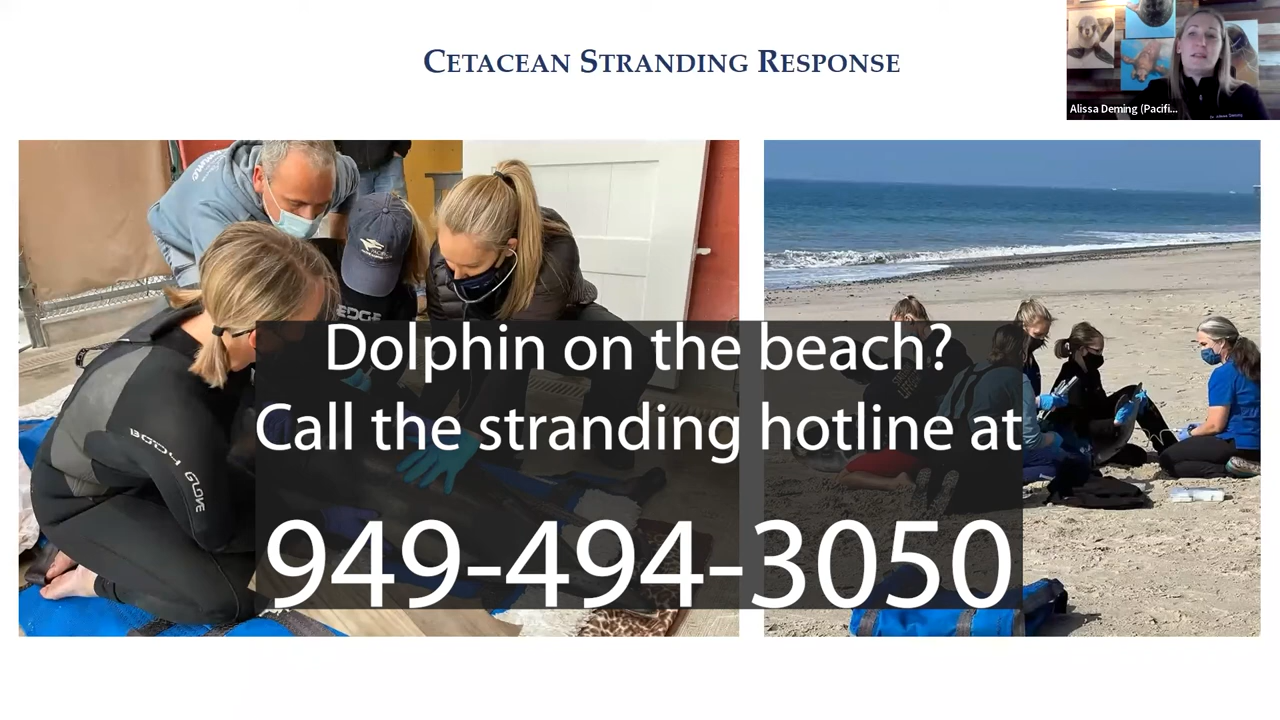 CETACEAN STRANDING RESPONSE
Alissa Deming (Pacifi...
BODY GLOVE
EDGE
Dolphin on the beach?
Call the stranding hotline at
949-494-3050